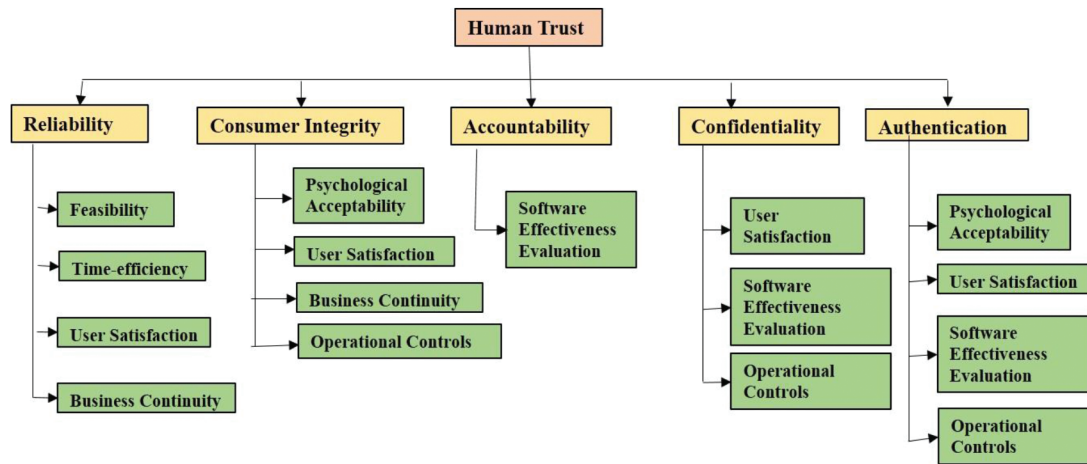 Human Trust
Reliability
Feasibility
Time-efficiency
User Satisfaction
Business Continuity
Consumer Integrity
Psychological
Acceptability
User Satisfaction
Business Continuity
Operational Controls
Accountability
Software
Effectiveness
Evaluation
Confidentiality
User
Satisfaction
Software
Effectiveness
Evaluation
Operational
Controls
Authentication
Psychological
Acceptability
User Satisfaction
Software
Effectiveness
Evaluation
Operational
Controls